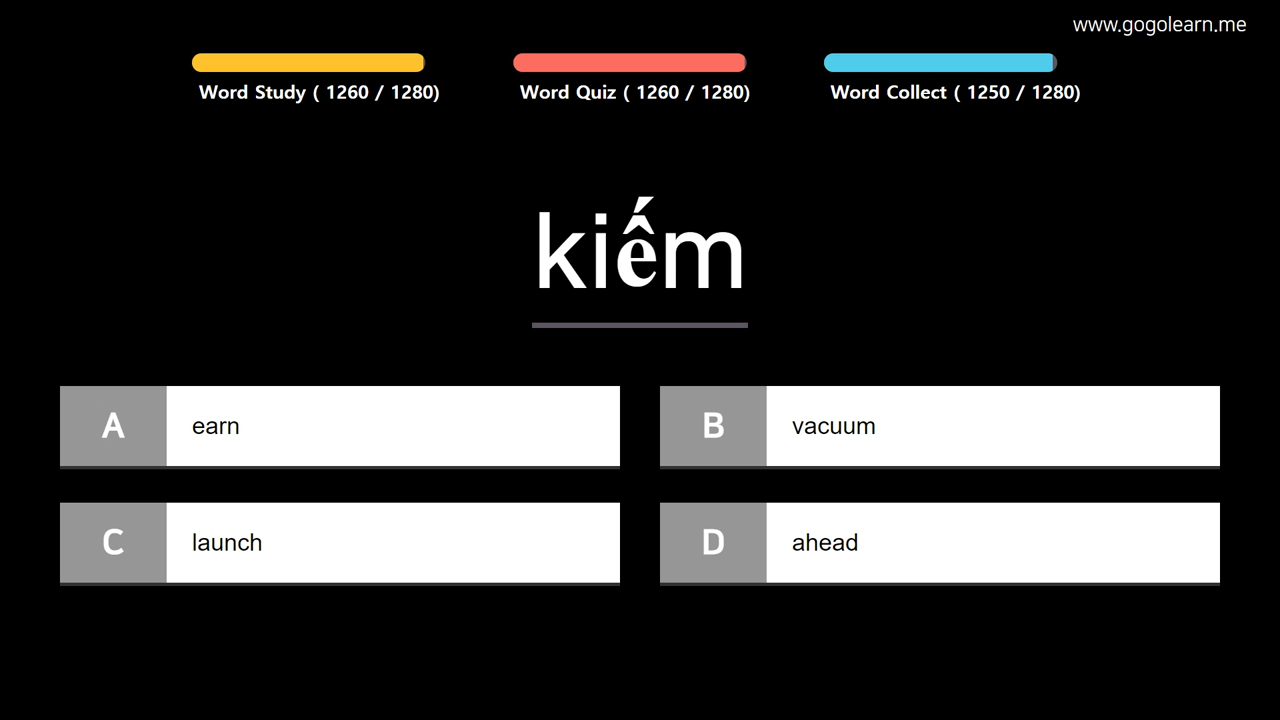 www.gogolearn.me
Word Study ( 1260 / 1280)
Word Quiz ( 1260 / 1280)
Word Collect ( 1250 / 1280)
kiếm
A earn
B vacuum
C launch
D ahead